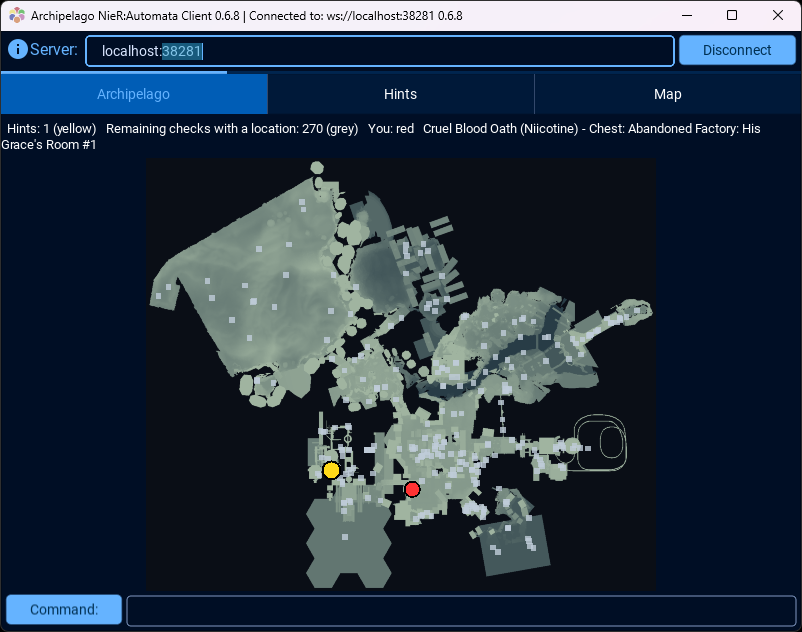 Archipelago NieR:Automata Client 0.6.8 | Connected to: ws://localhost:38281 0.6.8
Server: localhost:38281 Disconnect
Archipelago Hints Map
Hints: 1 (yellow) Remaining checks with a location: 270 (grey) You: red Cruel Blood Oath (Niicotine) - Chest: Abandoned Factory: His
Grace's Room #1
Command: